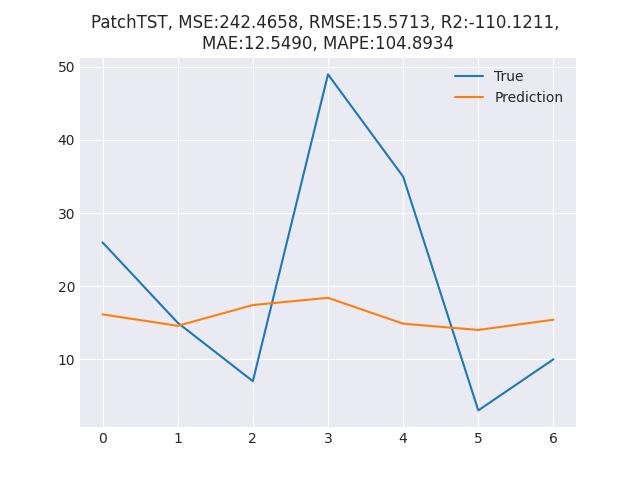 PatchTST, MSE:242.4658, RMSE:15.5713, R2:-110.1211,
MAE:12.5490, MAPE:104.8934
50
40
30
20
10
True
Prediction
0 1 2 3 4 5 6